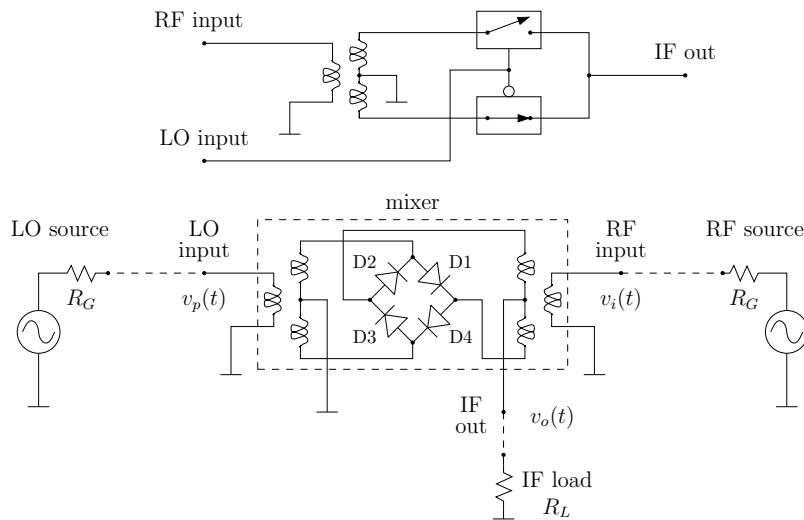 RF input
IF out
LO input
mixer
LO source
LO
input
RF
input
RF source
D2
D1
R_G
v_p(t)
v_i(t)
R_G
D3
D4
IF
out
v_o(t)
IF load
R_L